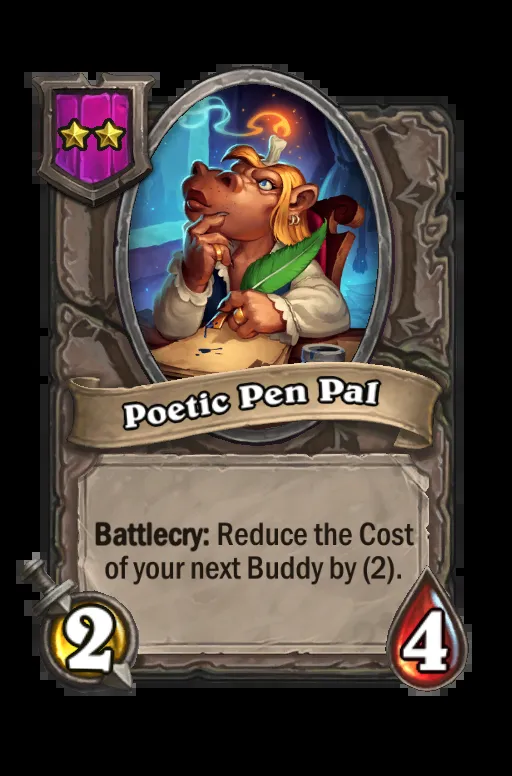 Poetic Pen Pal
Battlecry: Reduce the Cost
of your next Buddy by (2).
2
4